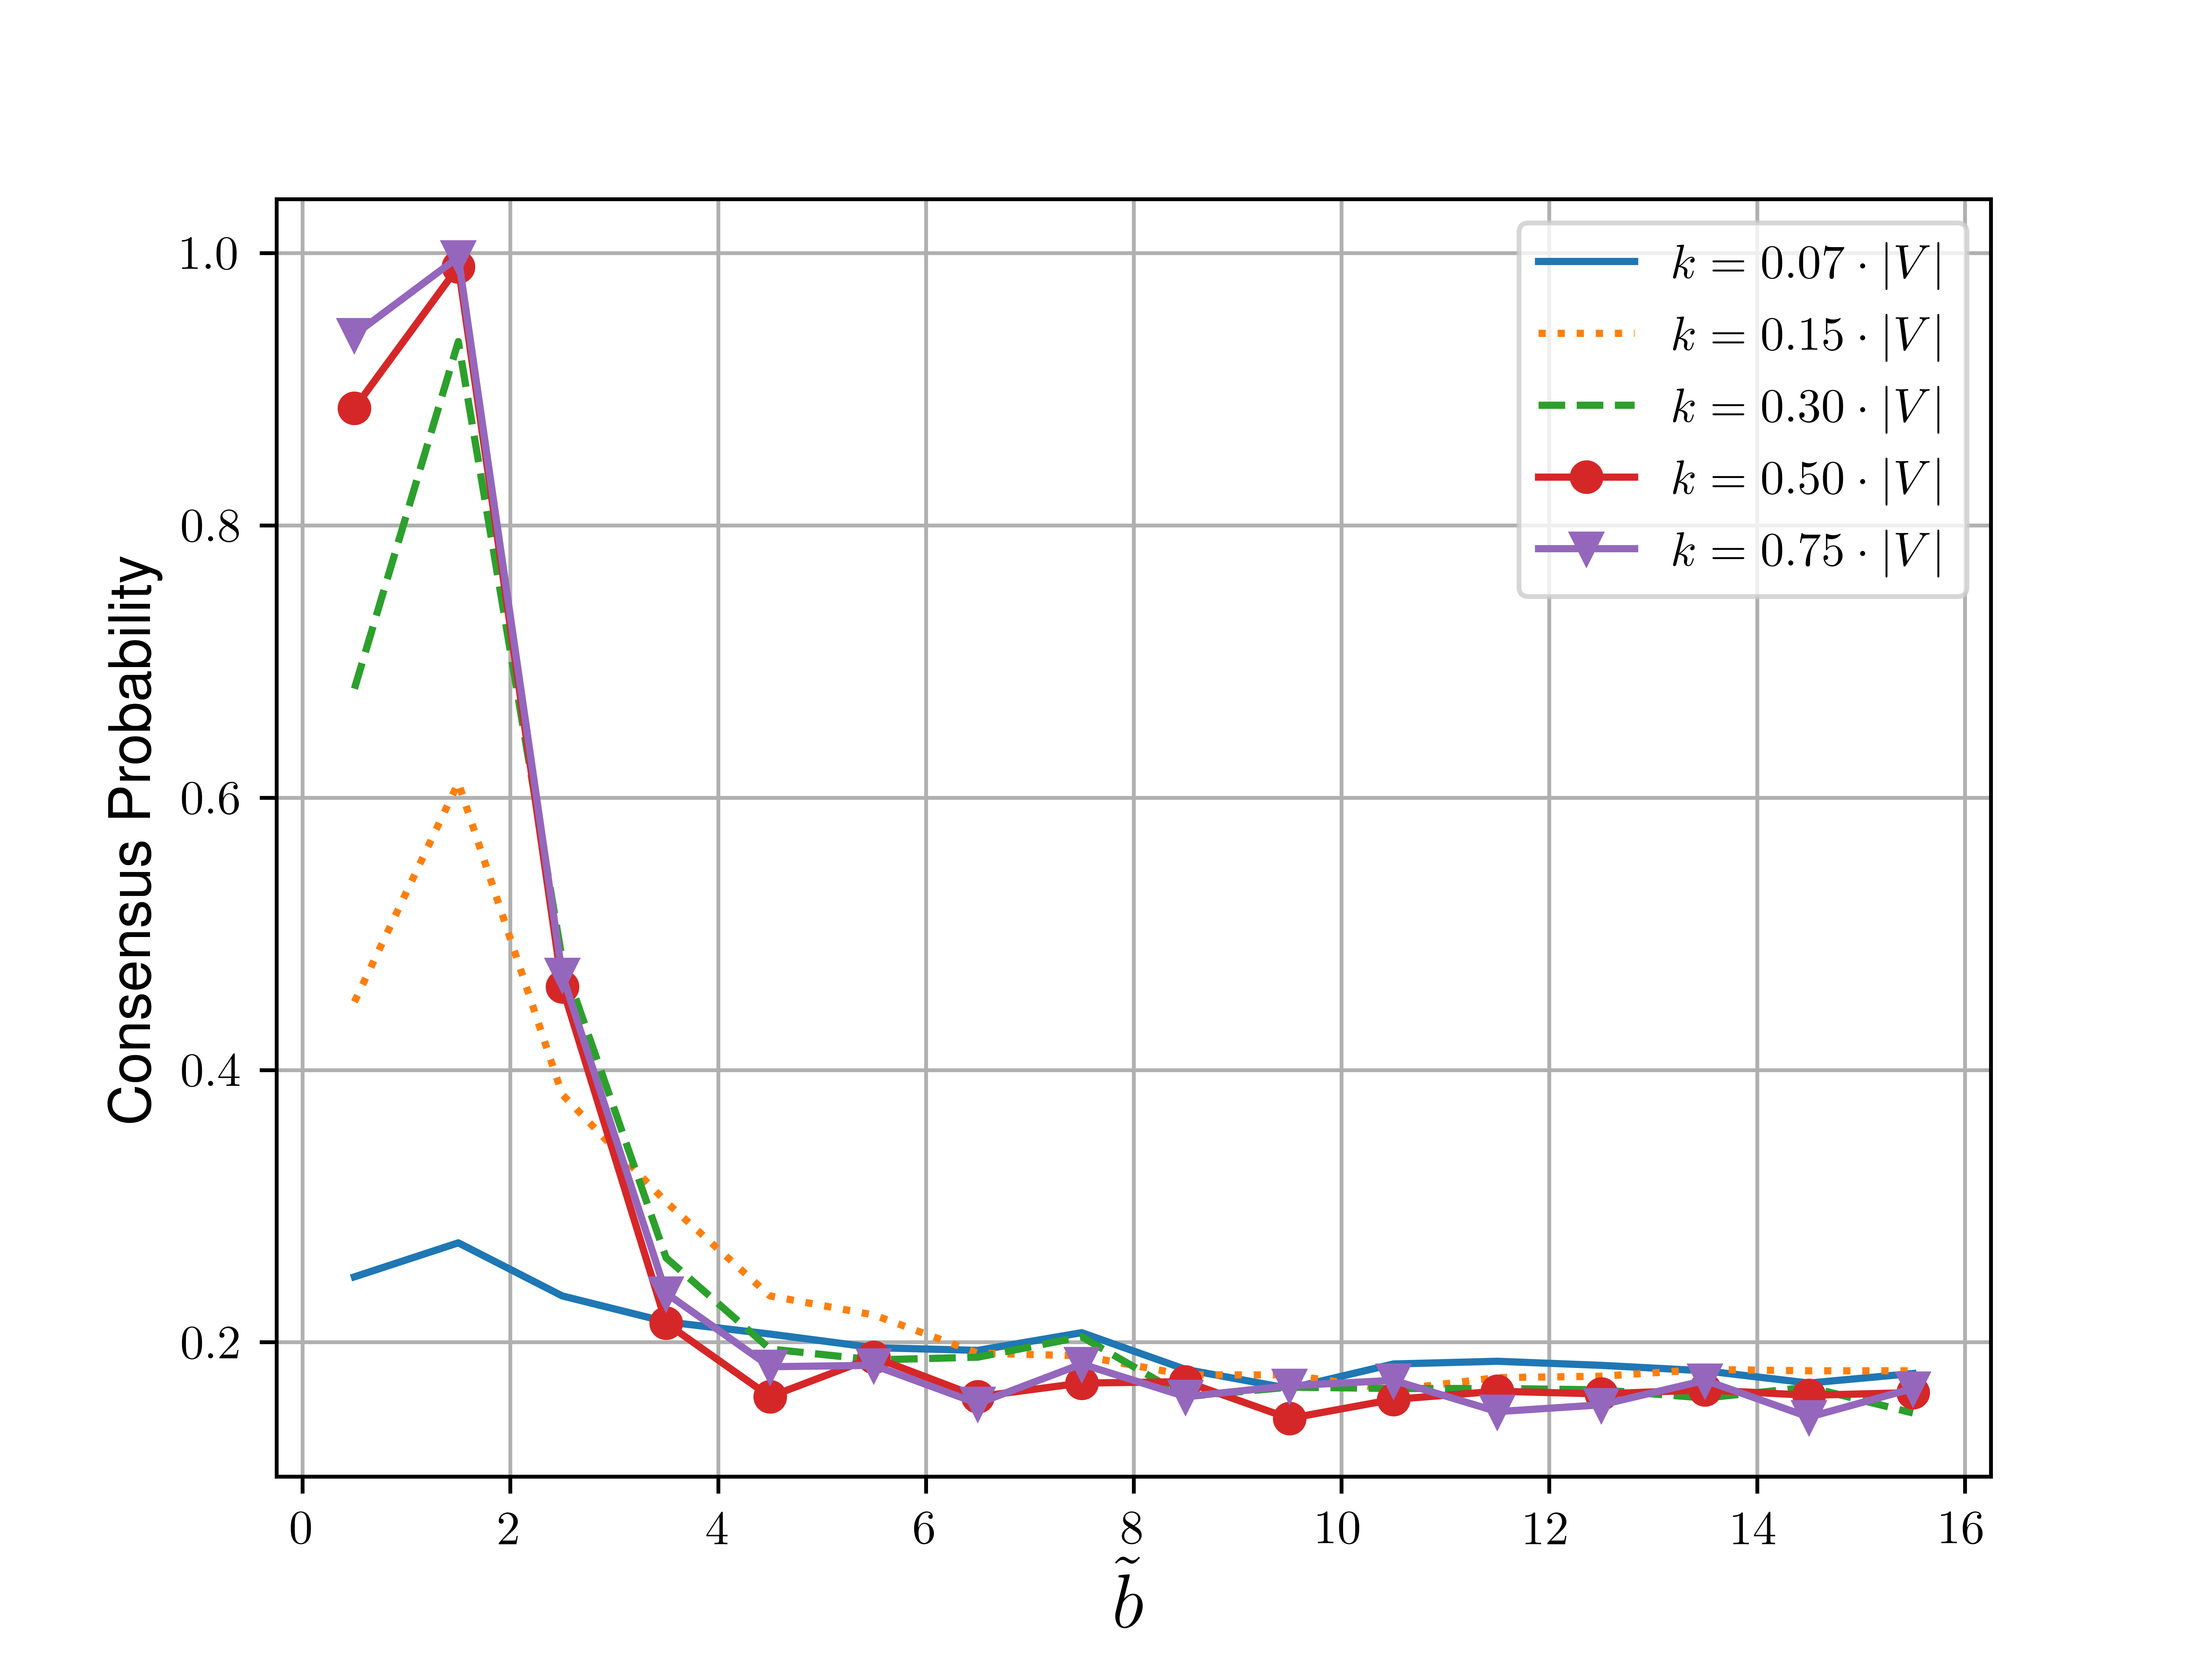 1.0
0.8
0.6
0.4
0.2
Consensus Probability
k = 0.07 · |V|
k = 0.15 · |V|
k = 0.30 · |V|
k = 0.50 · |V|
k = 0.75 · |V|
0 2 4 6 8 10 12 14 16
b̃